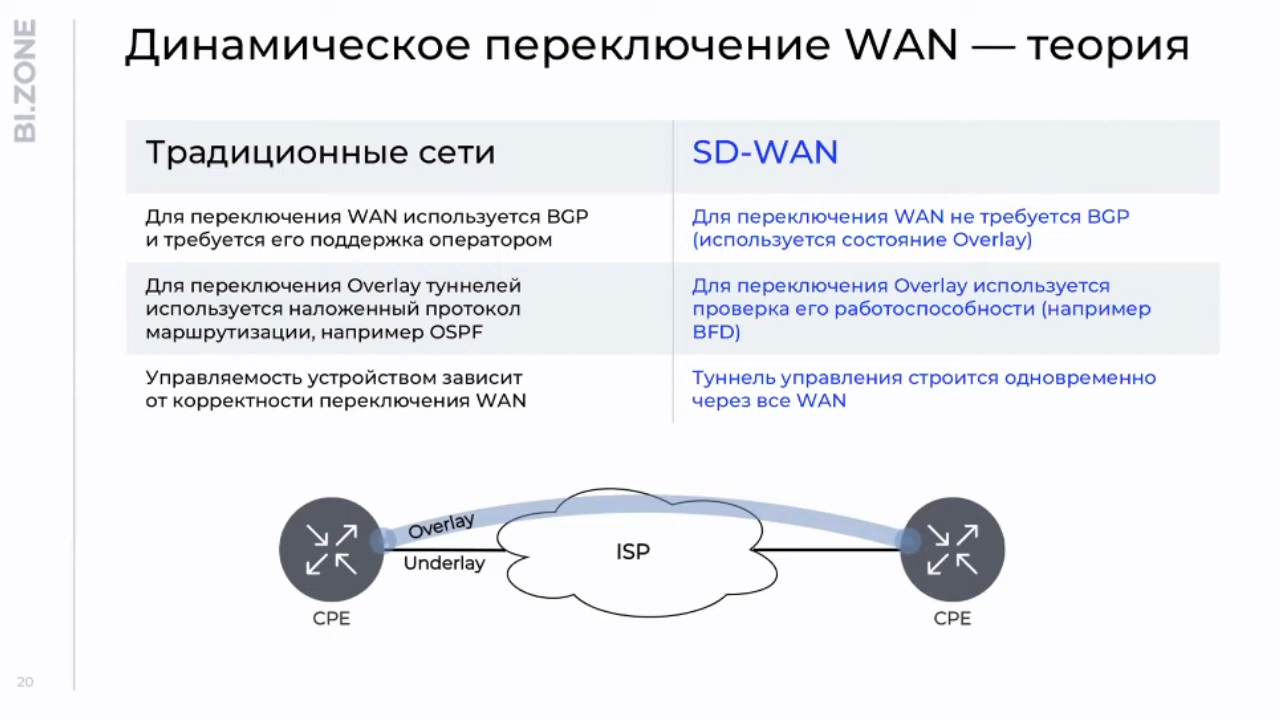 BI.ZONE
Динамическое переключение WAN — теория
Традиционные сети
SD-WAN
Для переключения WAN используется BGP
и требуется его поддержка оператором
Для переключения WAN не требуется BGP
(используется состояние Overlay)
Для переключения Overlay туннелей
используется наложенный протокол
маршрутизации, например OSPF
Для переключения Overlay используется
проверка его работоспособности (например
BFD)
Управляемость устройством зависит
от корректности переключения WAN
Туннель управления строится одновременно
через все WAN
Overlay
Underlay
ISP
CPE
CPE
20